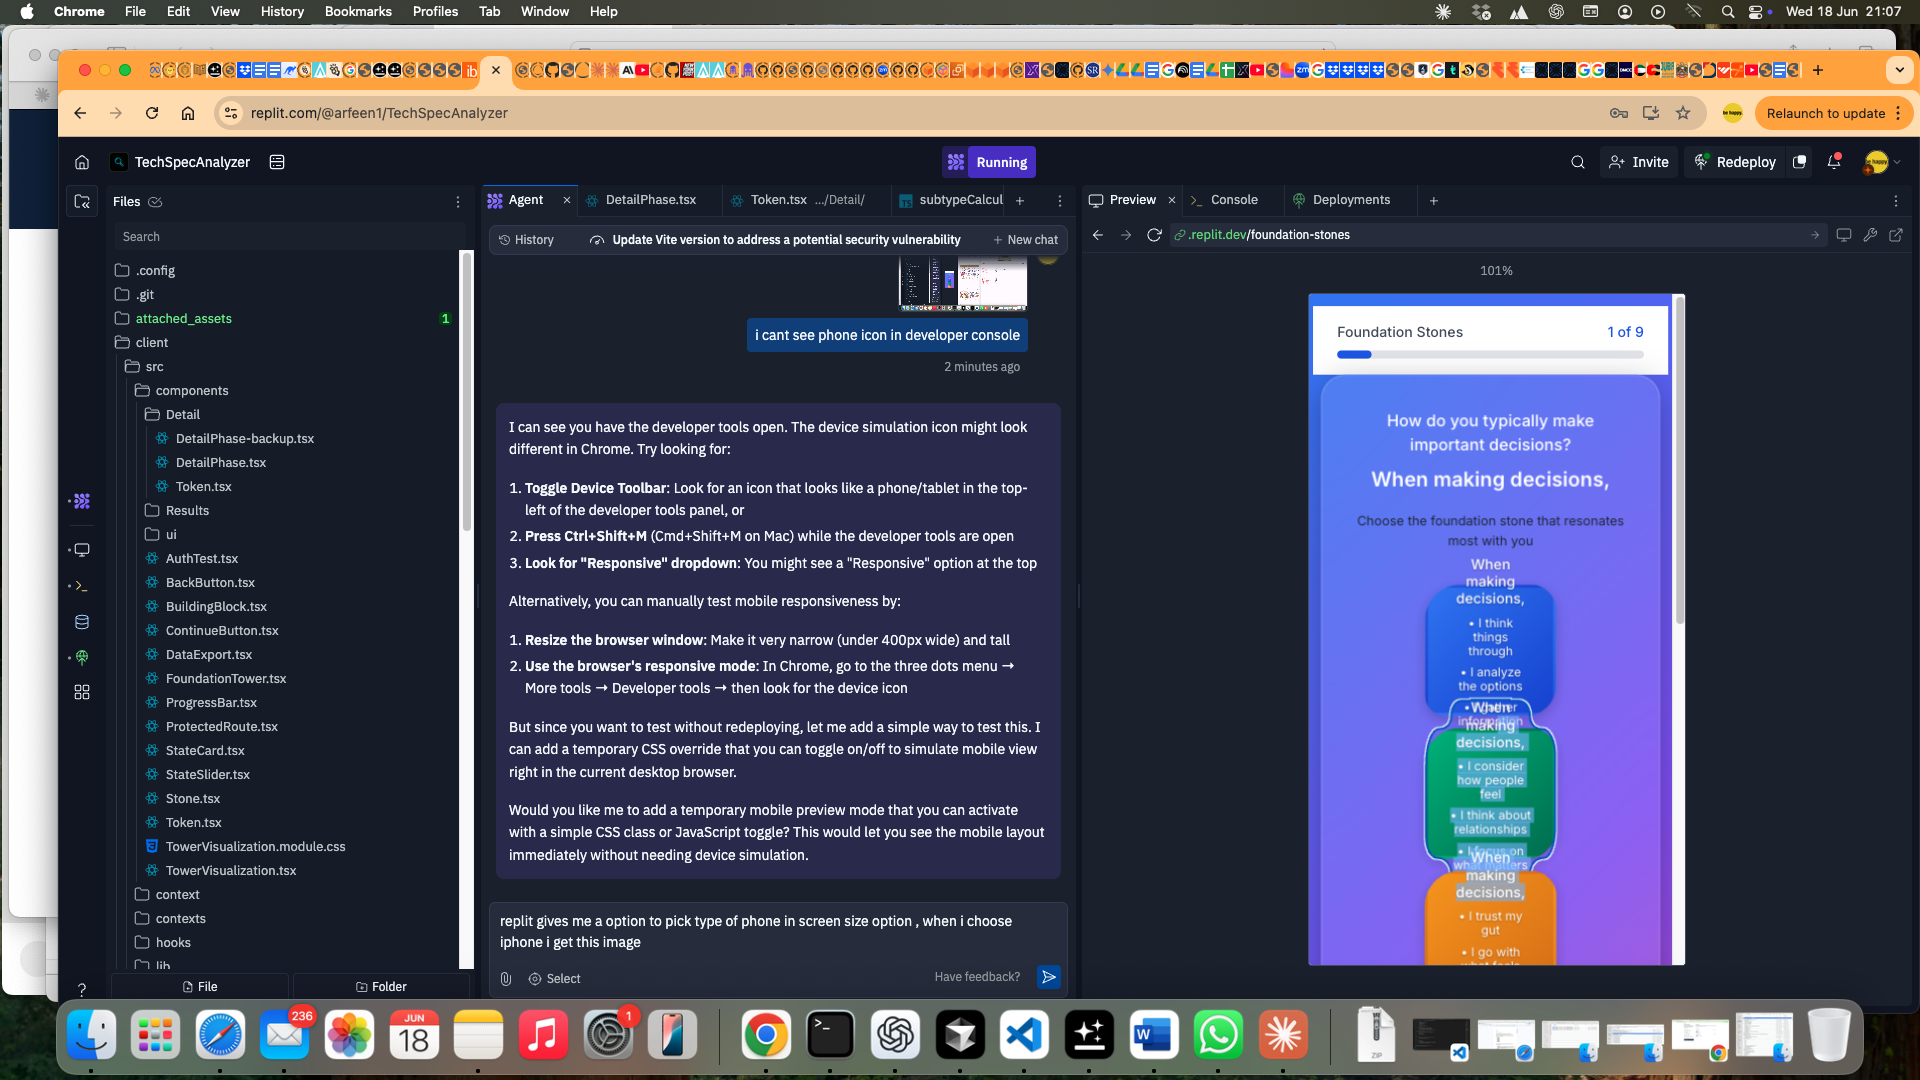 Chrome File Edit View History Bookmarks Profiles Tab Window Help
Wed 18 Jun 21:07
replit.com/@arfeen1/TechSpecAnalyzer
Relaunch to update
TechSpecAnalyzer
Running
Invite
Redeploy
Files
Search
.config
.git
attached_assets 1
client
src
components
Detail
DetailPhase-backup.tsx
DetailPhase.tsx
Token.tsx
Results
ui
AuthTest.tsx
BackButton.tsx
BuildingBlock.tsx
ContinueButton.tsx
DataExport.tsx
FoundationTower.tsx
ProgressBar.tsx
ProtectedRoute.tsx
StateCard.tsx
StateSlider.tsx
Stone.tsx
Token.tsx
TowerVisualization.module.css
TowerVisualization.tsx
context
contexts
hooks
lib
File
Folder
Agent
DetailPhase.tsx
Token.tsx .../Detail/
subtypeCalcul
History
Update Vite version to address a potential security vulnerability
New chat
i cant see phone icon in developer console
2 minutes ago
I can see you have the developer tools open. The device simulation icon might look
different in Chrome. Try looking for:
1. Toggle Device Toolbar: Look for an icon that looks like a phone/tablet in the top-
left of the developer tools panel, or
2. Press Ctrl+Shift+M (Cmd+Shift+M on Mac) while the developer tools are open
3. Look for "Responsive" dropdown: You might see a "Responsive" option at the top
Alternatively, you can manually test mobile responsiveness by:
1. Resize the browser window: Make it very narrow (under 400px wide) and tall
2. Use the browser's responsive mode: In Chrome, go to the three dots menu →
More tools → Developer tools → then look for the device icon
But since you want to test without redeploying, let me add a simple way to test this. I
can add a temporary CSS override that you can toggle on/off to simulate mobile view
right in the current desktop browser.
Would you like me to add a temporary mobile preview mode that you can activate
with a simple CSS class or JavaScript toggle? This would let you see the mobile layout
immediately without needing device simulation.
replit gives me a option to pick type of phone in screen size option , when i choose
iphone i get this image
Select
Have feedback?
Preview
Console
Deployments
.replit.dev/foundation-stones
101%
Foundation Stones
1 of 9
How do you typically make
important decisions?
When making decisions,
Choose the foundation stone that resonates
most with you
When
making
decisions,
• I think
things
through
• I analyze
the options
When
making
decisions,
• I consider
how people
feel
• I think about
relationships
• I focus on
what matters
When
making
decisions,
• I trust my
gut
• I go with
what feels
236
JUN
18
1
ZIP